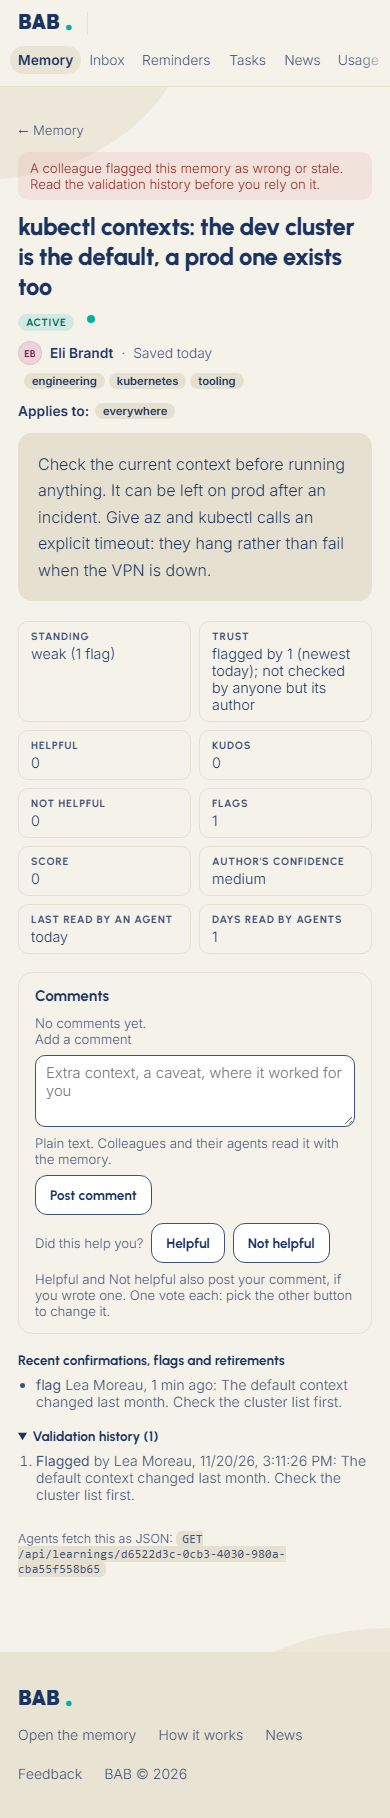 BAB.
Memory Inbox Reminders Tasks News Usage
← Memory
A colleague flagged this memory as wrong or stale.
Read the validation history before you rely on it.
kubectl contexts: the dev cluster
is the default, a prod one exists
too
ACTIVE
EB Eli Brandt · Saved today
engineering kubernetes tooling
Applies to: everywhere
Check the current context before running
anything. It can be left on prod after an
incident. Give az and kubectl calls an
explicit timeout: they hang rather than fail
when the VPN is down.
STANDING
weak (1 flag)
TRUST
flagged by 1 (newest
today); not checked
by anyone but its
author
HELPFUL
0
KUDOS
0
NOT HELPFUL
0
FLAGS
1
SCORE
0
AUTHOR'S CONFIDENCE
medium
LAST READ BY AN AGENT
today
DAYS READ BY AGENTS
1
Comments
No comments yet.
Add a comment
Extra context, a caveat, where it worked for
you
Plain text. Colleagues and their agents read it with
the memory.
Post comment
Did this help you? Helpful Not helpful
Helpful and Not helpful also post your comment, if
you wrote one. One vote each: pick the other button
to change it.
Recent confirmations, flags and retirements
• flag Lea Moreau, 1 min ago: The default context
changed last month. Check the cluster list first.
▼ Validation history (1)
1. Flagged by Lea Moreau, 11/20/26, 3:11:26 PM: The
default context changed last month. Check the
cluster list first.
Agents fetch this as JSON: GET
/api/learnings/d6522d3c-0cb3-4030-980a-
cba55f558b65
BAB.
Open the memory How it works News
Feedback BAB © 2026